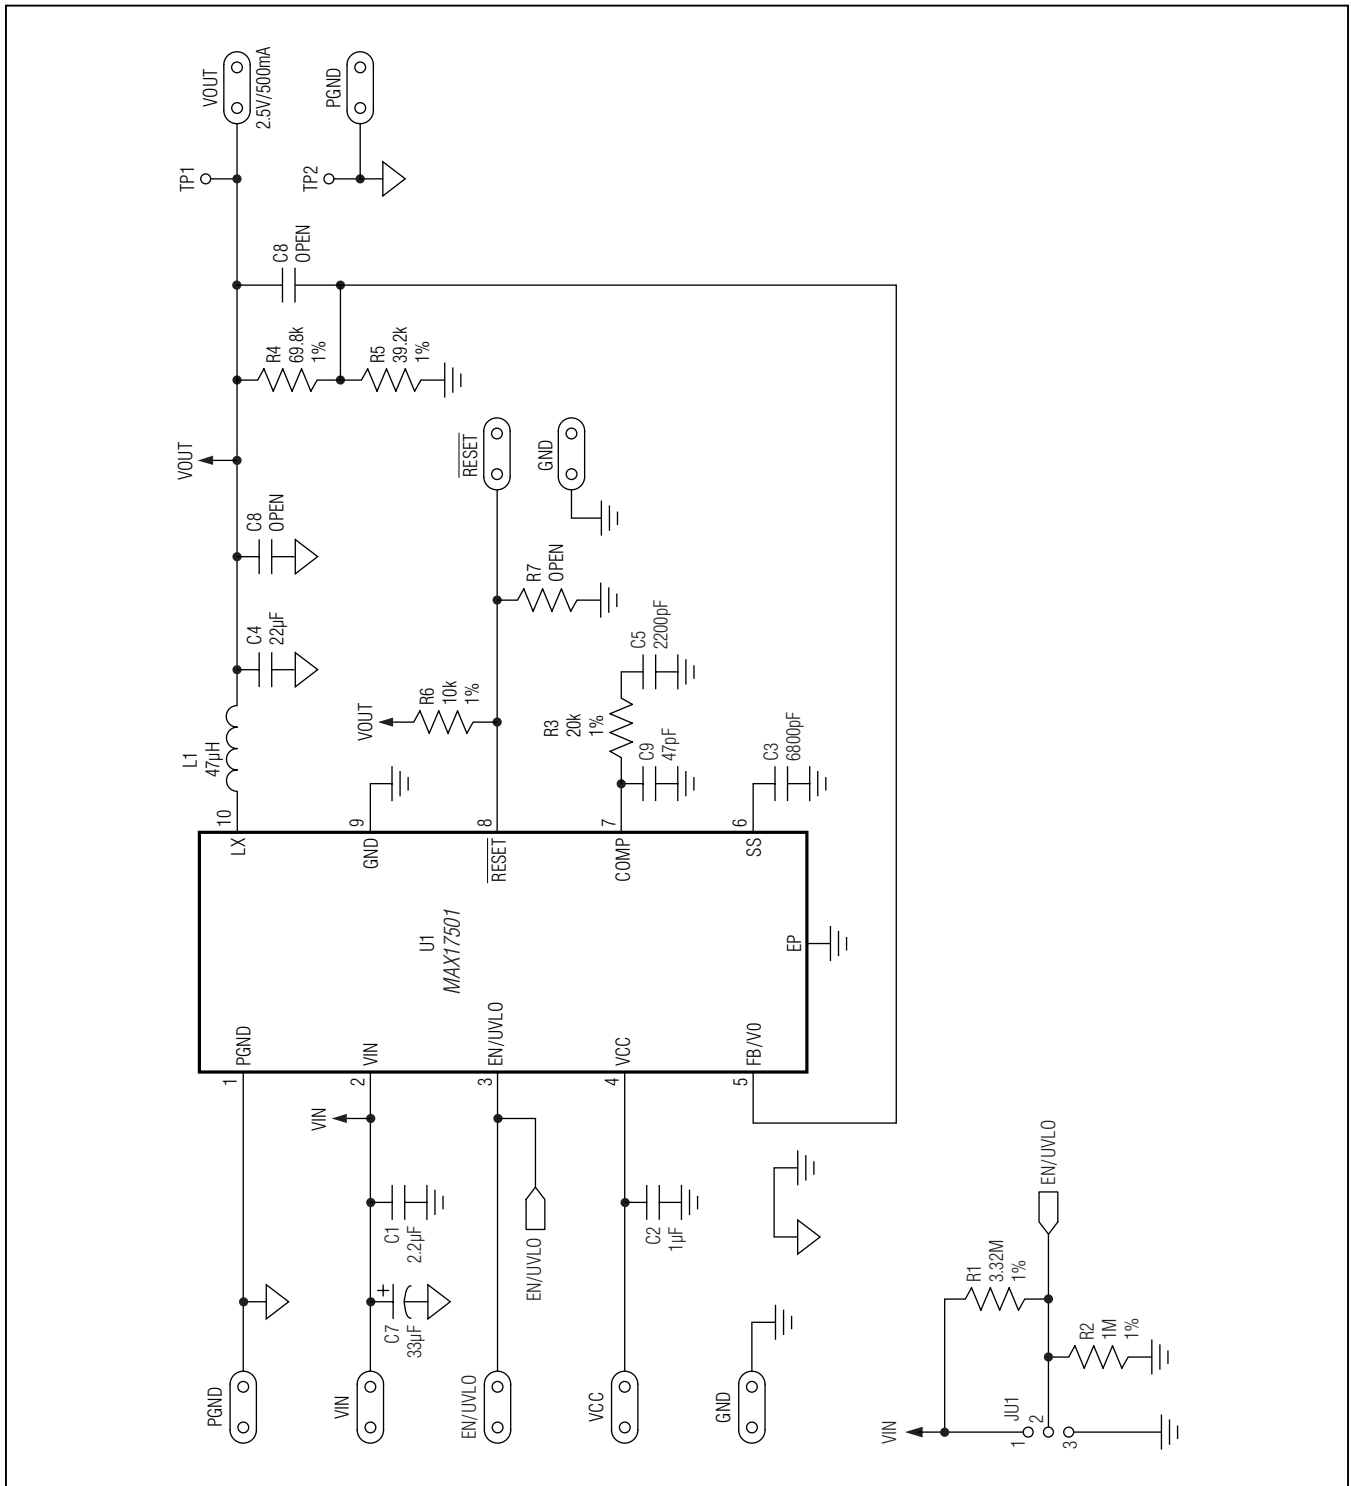 VOUT
2.5V/500mA
PGND
TP1
TP2
C8
OPEN
R4
69.8k
1%
R5
39.2k
1%
VOUT
RESET
GND
C8
OPEN
R7
OPEN
C4
22µF
C5
2200pF
VOUT
R6
10k
1%
R3
20k
1%
C9
47pF
C3
6800pF
L1
47µH
10
9
8
7
6
LX
GND
RESET
COMP
SS
U1
MAX17501
EP
PGND
VIN
EN/UVLO
VCC
FB/V0
1
2
3
4
5
VIN
C1
2.2µF
EN/UVLO
C2
1µF
C7
+
33µF
PGND
VIN
EN/UVLO
VCC
GND
EN/UVLO
R1
3.32M
1%
R2
1M
1%
VIN
JU1
1
2
3